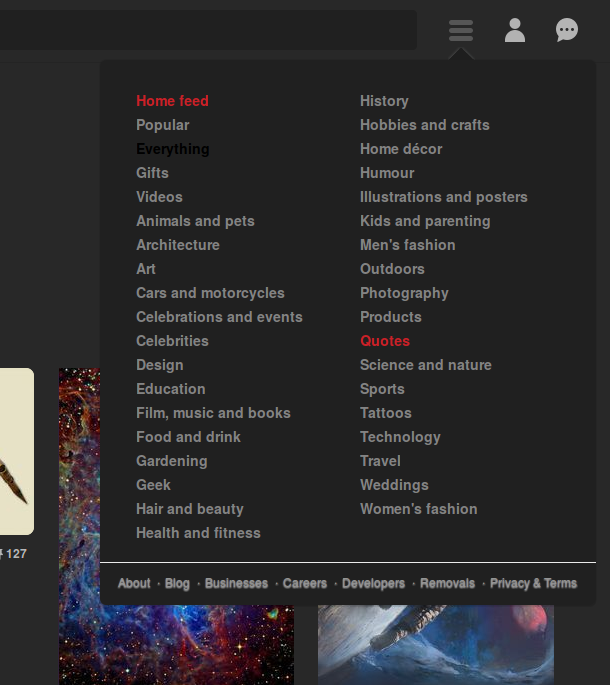 Home feed
Popular
Everything
Gifts
Videos
Animals and pets
Architecture
Art
Cars and motorcycles
Celebrations and events
Celebrities
Design
Education
Film, music and books
Food and drink
Gardening
Geek
Hair and beauty
Health and fitness
History
Hobbies and crafts
Home décor
Humour
Illustrations and posters
Kids and parenting
Men's fashion
Outdoors
Photography
Products
Quotes
Science and nature
Sports
Tattoos
Technology
Travel
Weddings
Women's fashion
127
About · Blog · Businesses · Careers · Developers · Removals · Privacy & Terms